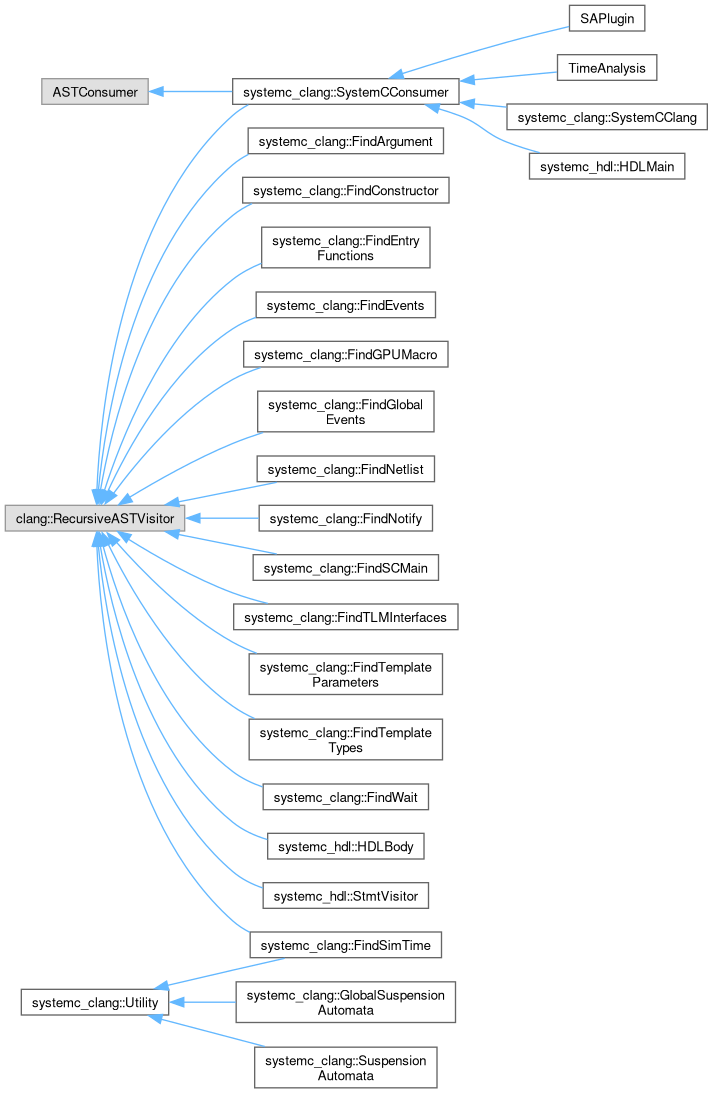 SAPlugin
TimeAnalysis
ASTConsumer
systemc_clang::SystemCConsumer
systemc_clang::SystemCClang
systemc_clang::FindArgument
systemc_hdl::HDLMain
systemc_clang::FindConstructor
systemc_clang::FindEntry
Functions
systemc_clang::FindEvents
systemc_clang::FindGPUMacro
systemc_clang::FindGlobal
Events
systemc_clang::FindNetlist
clang::RecursiveASTVisitor
systemc_clang::FindNotify
systemc_clang::FindSCMain
systemc_clang::FindTLMInterfaces
systemc_clang::FindTemplate
Parameters
systemc_clang::FindTemplate
Types
systemc_clang::FindWait
systemc_hdl::HDLBody
systemc_hdl::StmtVisitor
systemc_clang::FindSimTime
systemc_clang::Utility
systemc_clang::GlobalSuspension
Automata
systemc_clang::Suspension
Automata